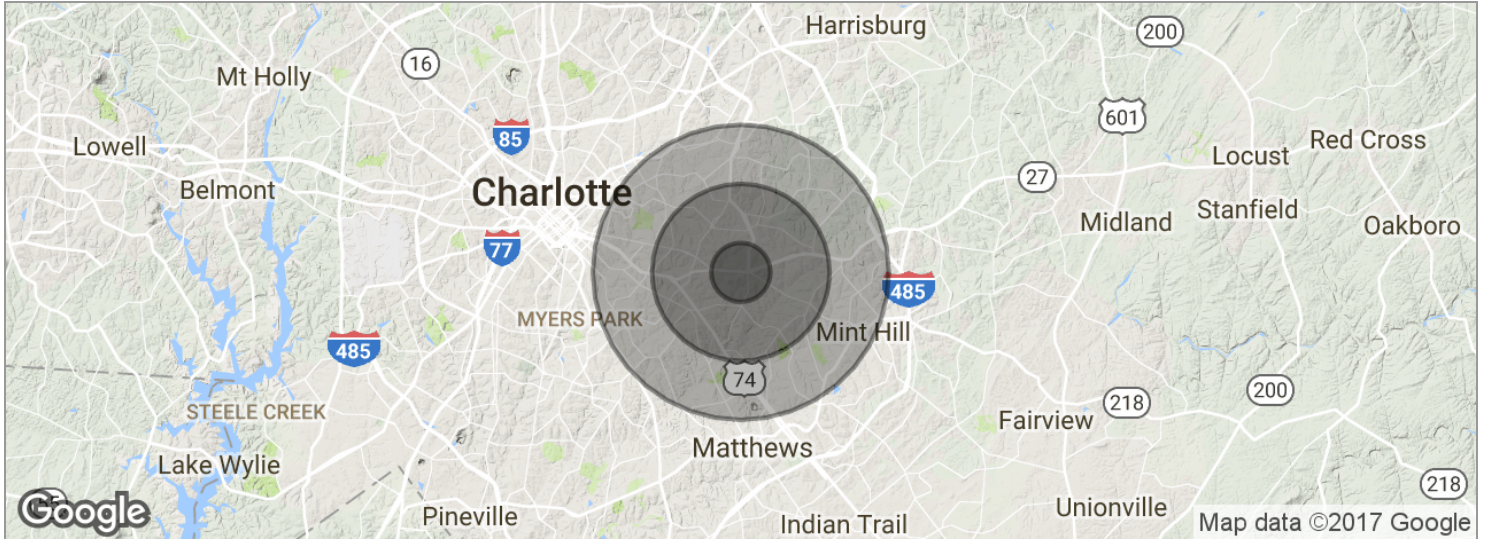 Harrisburg
200
16
Mt Holly
601
85
Lowell
Red Cross
Locust
27
Belmont
Charlotte
Stanfield
Midland
Oakboro
77
485
MYERS PARK
Mint Hill
485
74
200
218
STEELE CREEK
Fairview
Matthews
Lake Wylie
218
Google
Pineville
Indian Trail
Unionville
Map data ©2017 Google